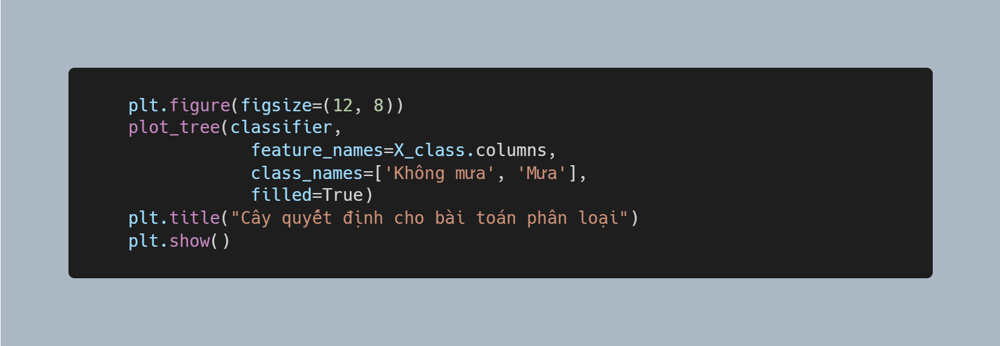 plt.figure(figsize=(12, 8))
plot_tree(classifier,
feature_names=X_class.columns,
class_names=['Không mưa', 'Mưa'],
filled=True)
plt.title("Cây quyết định cho bài toán phân loại")
plt.show()